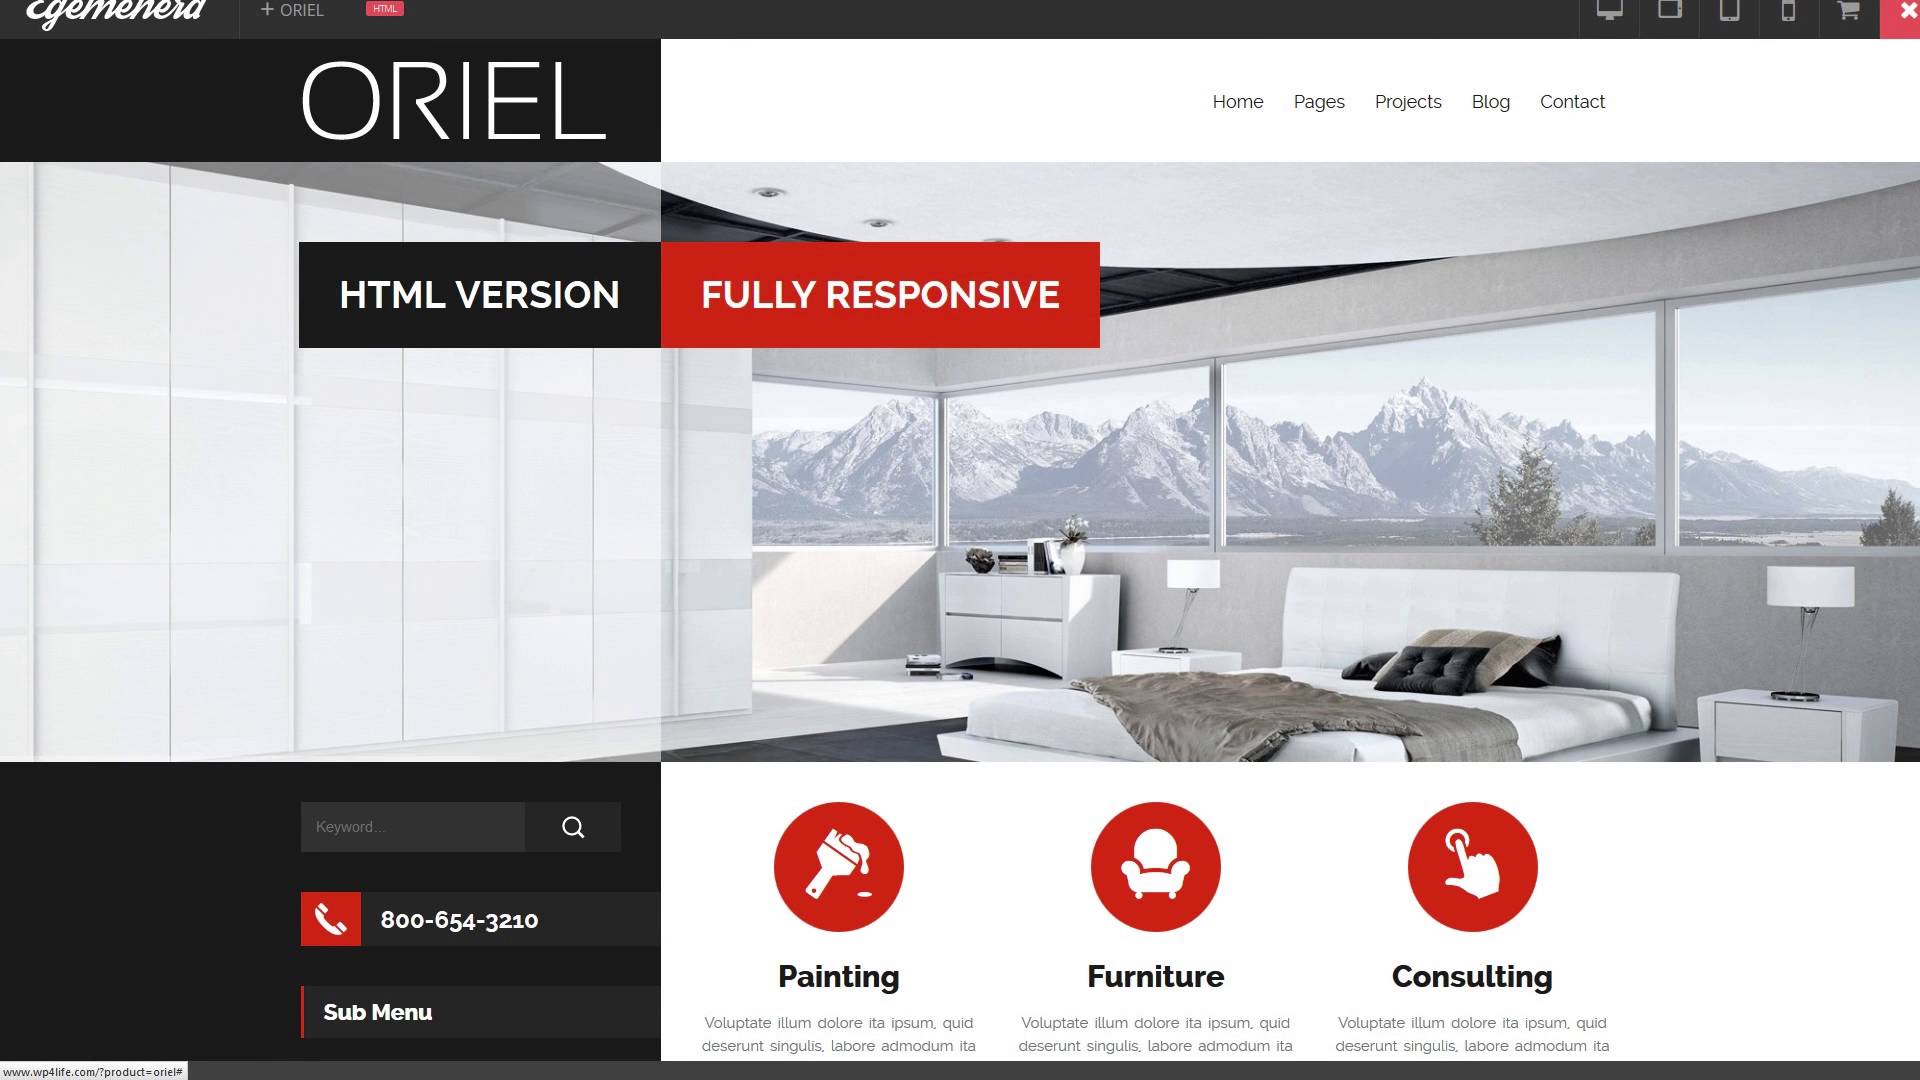 Egemenerd
+ ORIEL
HTML
ORIEL
Home Pages Projects Blog Contact
HTML VERSION
FULLY RESPONSIVE
Keyword...
800-654-3210
Sub Menu
Painting
Voluptate illum dolore ita ipsum, quid
deserunt singulis, labore admodum ita
Furniture
Voluptate illum dolore ita ipsum, quid
deserunt singulis, labore admodum ita
Consulting
Voluptate illum dolore ita ipsum, quid
deserunt singulis, labore admodum ita
www.wp4life.com/?product=oriel#